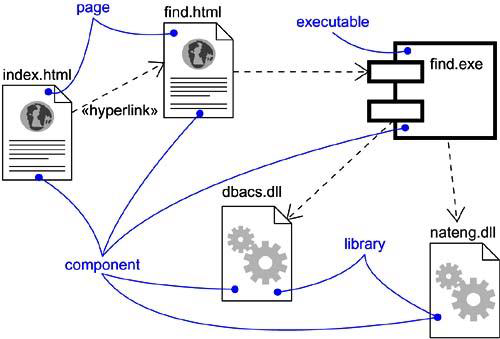 page
find.html
executable
index.html
find.exe
«hyperlink»
dbacs.dll
library
nateng.dll
component